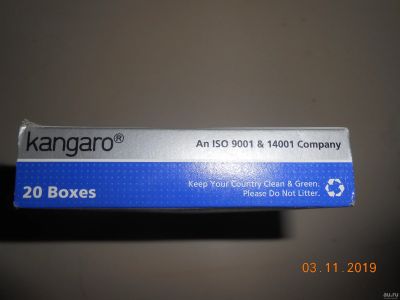 kangaro®
An ISO 9001 & 14001 Company
20 Boxes
Keep Your Country Clean & Green.
Please Do Not Litter.
03.11.2019
au.ru